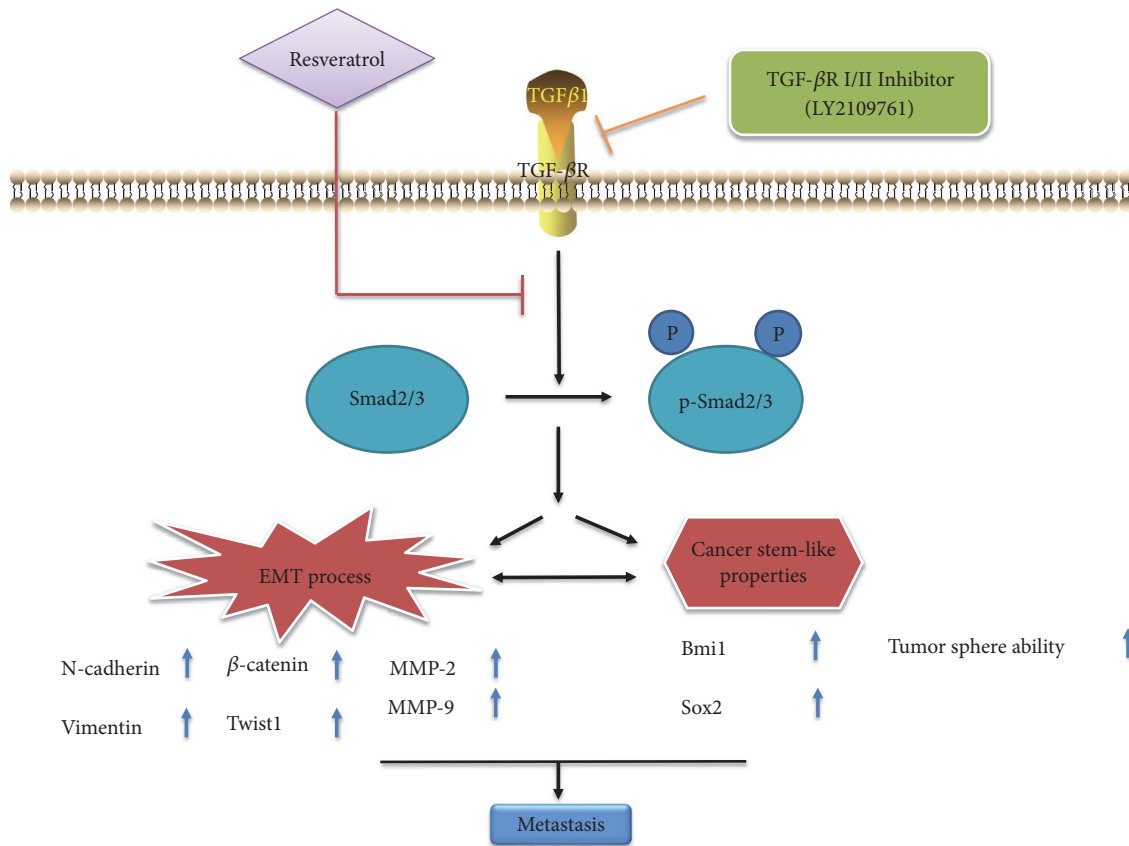 Resveratrol
TGFβ1
TGF-βR I/II Inhibitor
(LY2109761)
TGF-βR
P
P
Smad2/3
p-Smad2/3
EMT process
Cancer stem-like
properties
N-cadherin
β-catenin
MMP-2
Bmi1
Tumor sphere ability
Vimentin
Twist1
MMP-9
Sox2
Metastasis